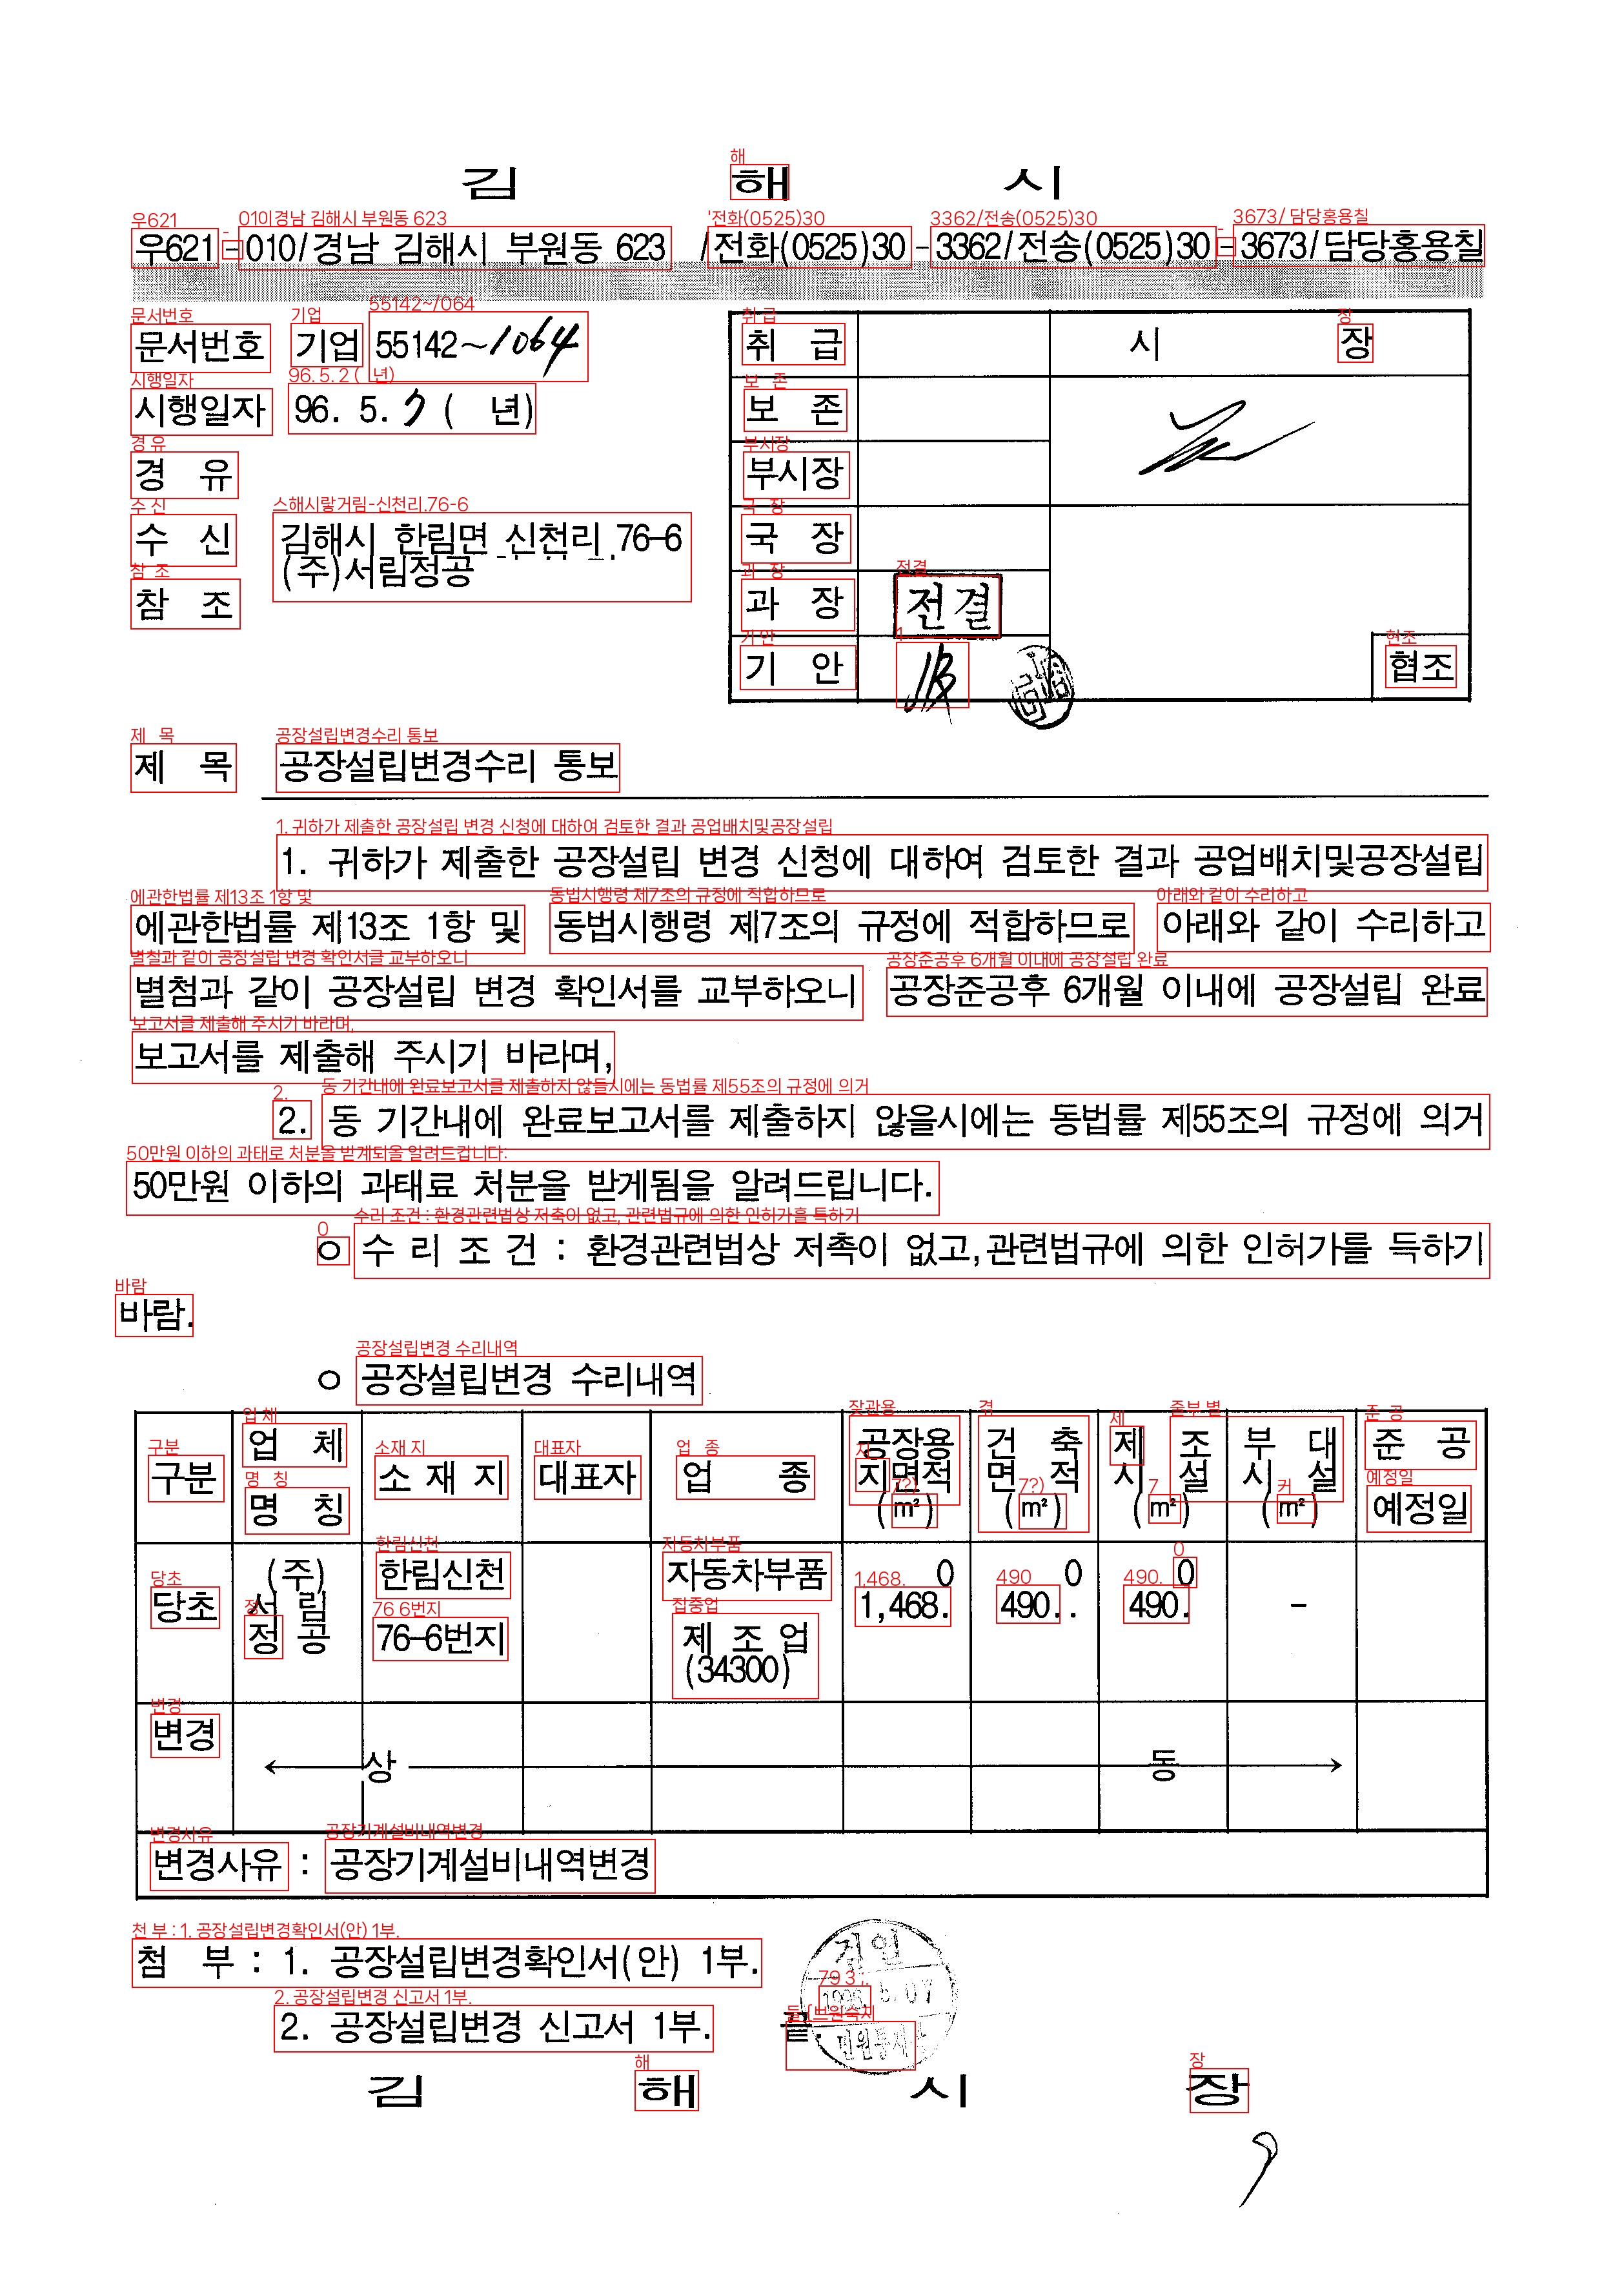 김 해 시
우621-010/경남 김해시 부원동 623 /전화(0525)30-3362/전송(0525)30-3673/담당홍용칠
문서번호 기업 55142~1064
시행일자 96. 5. 7 ( 년)
경 유
수 신 김해시 한림면 신천리 76-6
(주)서림정공
참 조
취 급 시 장
보 존
부시장
국 장
과 장 전결
기 안 협조
제 목 공장설립변경수리 통보
1. 귀하가 제출한 공장설립 변경 신청에 대하여 검토한 결과 공업배치및공장설립
에관한법률 제13조 1항 및 동법시행령 제7조의 규정에 적합하므로 아래와 같이 수리하고
별첨과 같이 공장설립 변경 확인서를 교부하오니 공장준공후 6개월 이내에 공장설립 완료
보고서를 제출해 주시기 바라며,
2. 동 기간내에 완료보고서를 제출하지 않을시에는 동법률 제55조의 규정에 의거
50만원 이하의 과태료 처분을 받게됨을 알려드립니다.
ㅇ 수 리 조 건 : 환경관련법상 저촉이 없고,관련법규에 의한 인허가를 득하기
바람.
ㅇ 공장설립변경 수리내역
구분 업 체 명 칭 소 재 지 대표자 업 종 공장용지면적(m²) 건 축 면 적(m²) 제 조 시 설(m²) 부 대 시 설(m²) 준 공 예정일
당초 (주)서 림 정 공 한림신천 76-6번지 자동차부품 제 조 업 (34300) 1,468.0 490.0 490.0 -
변경 상 동
변경사유 : 공장기계설비내역변경
첨 부 : 1. 공장설립변경확인서(안) 1부.
2. 공장설립변경 신고서 1부. 끝.
검인
1996. 5. 07
민원통제관
김 해 시 장